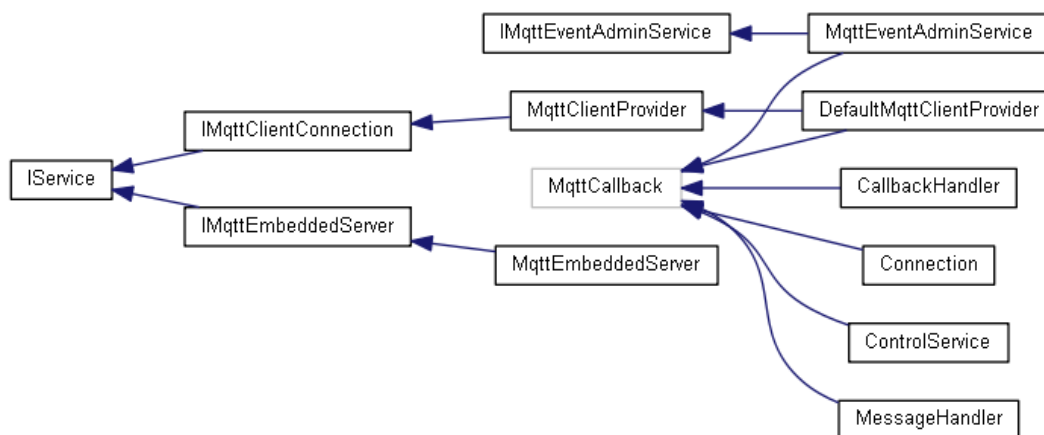 IMqttEventAdminService
MqttEventAdminService
MqttClientProvider
DefaultMqttClientProvider
IMqttClientConnection
IService
MqttCallback
CallbackHandler
IMqttEmbeddedServer
MqttEmbeddedServer
Connection
ControlService
MessageHandler